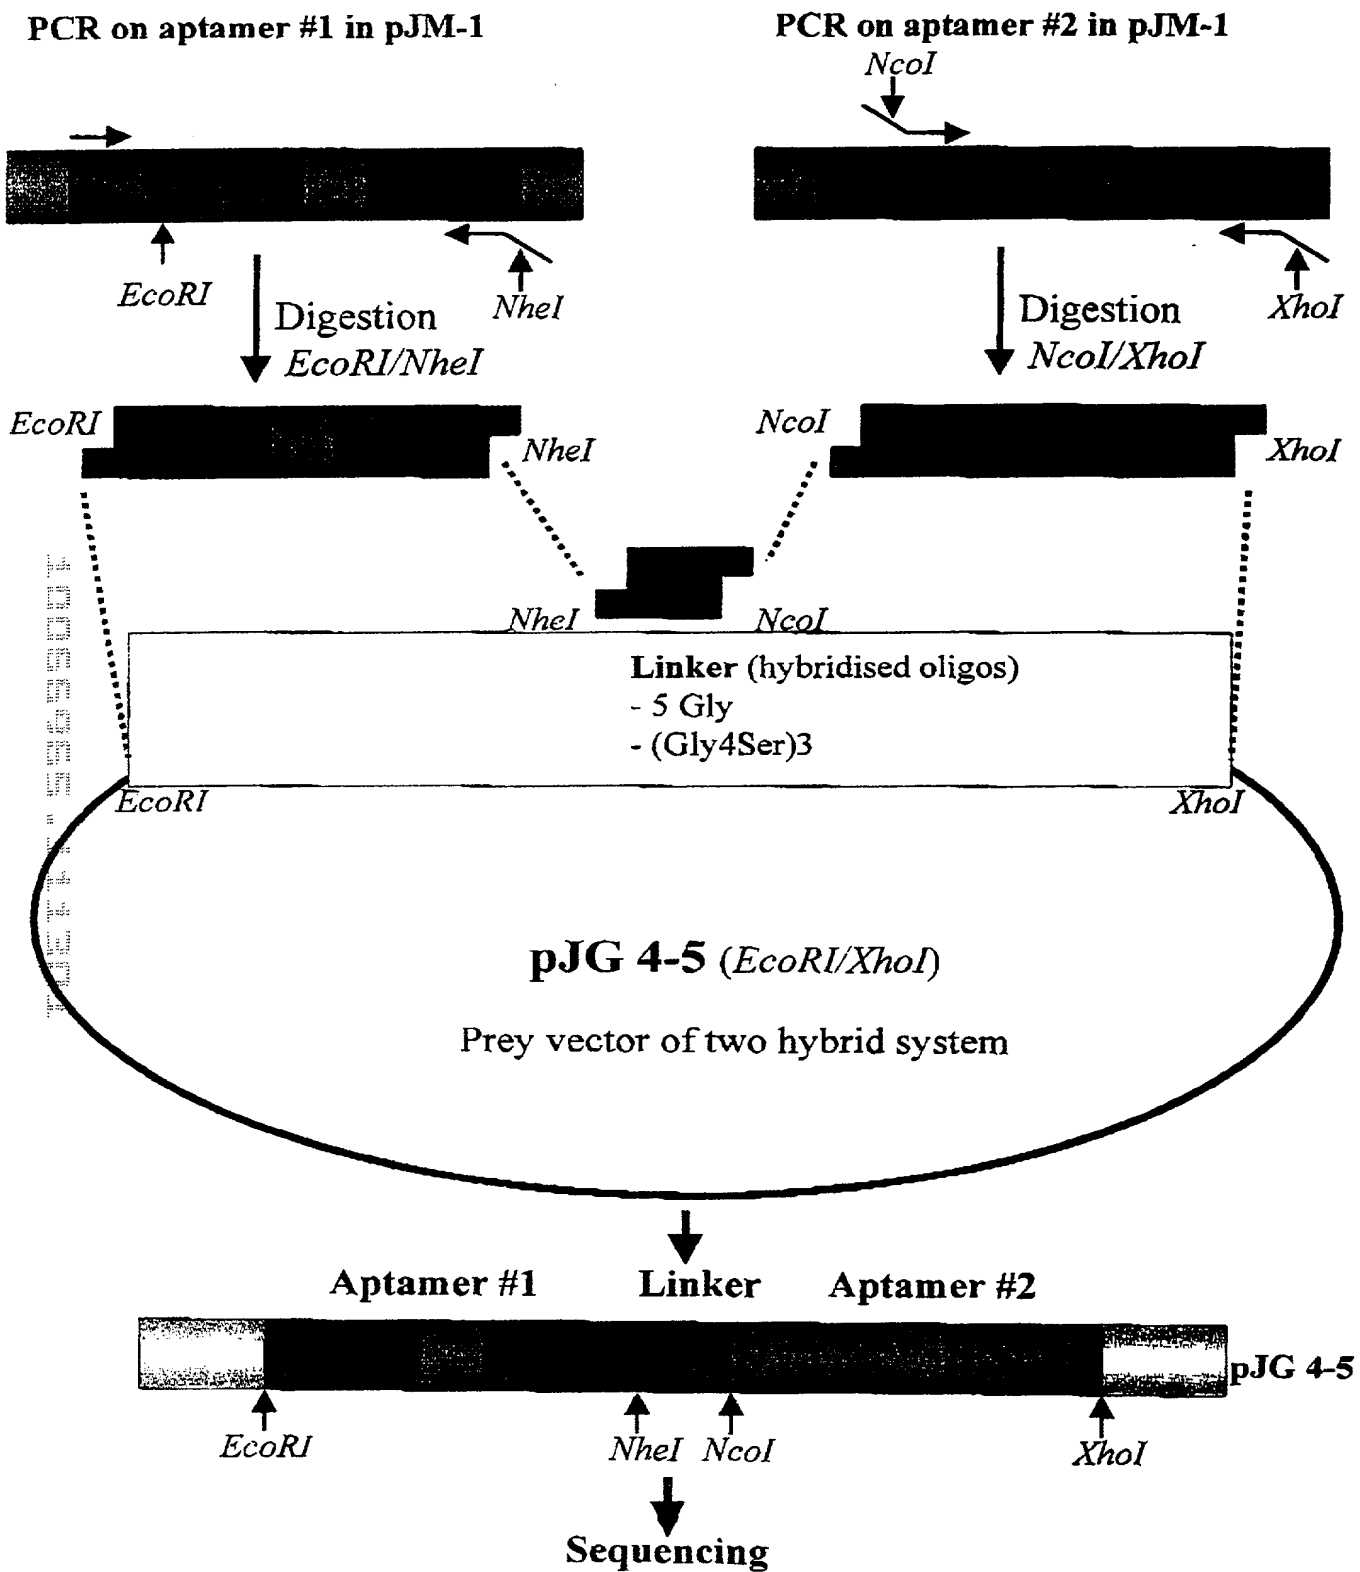 PCR on aptamer #1 in pJM-1
PCR on aptamer #2 in pJM-1
NcoI
EcoRI
NheI
XhoI
Digestion
EcoRI/NheI
Digestion
NcoI/XhoI
EcoRI
NheI
NcoI
XhoI
NheI
NcoI
Linker (hybridised oligos)
- 5 Gly
- (Gly4Ser)3
EcoRI
XhoI
pJG 4-5 (EcoRI/XhoI)
Prey vector of two hybrid system
Aptamer #1
Linker
Aptamer #2
pJG 4-5
EcoRI
NheI
NcoI
XhoI
Sequencing